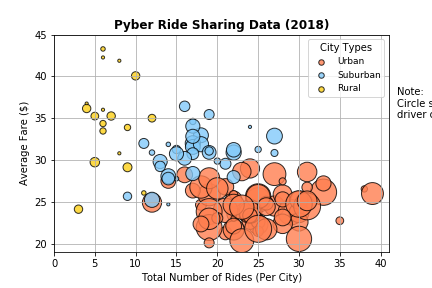 Pyber Ride Sharing Data (2018)
45
40
35
30
25
20
Average Fare ($)
City Types
Urban
Suburban
Rural
Note:
Circle s
driver c
0
5
10
15
20
25
30
35
40
Total Number of Rides (Per City)